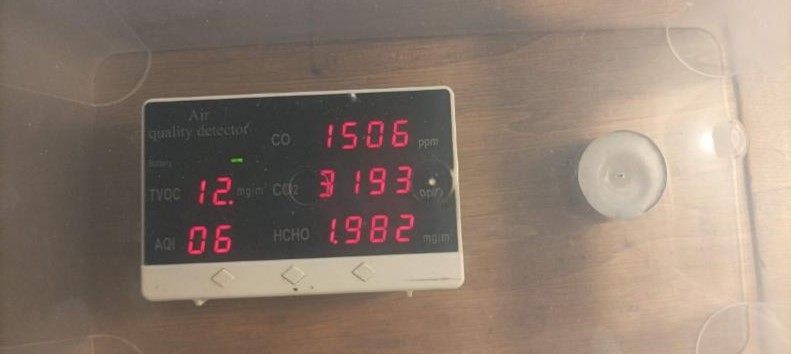 Air
quality detector
CO 1506 ppm
Battery
TVOC 12. mg/m³ CO2 3193 ppm
AQI 06 HCHO 1.982 mg/m³